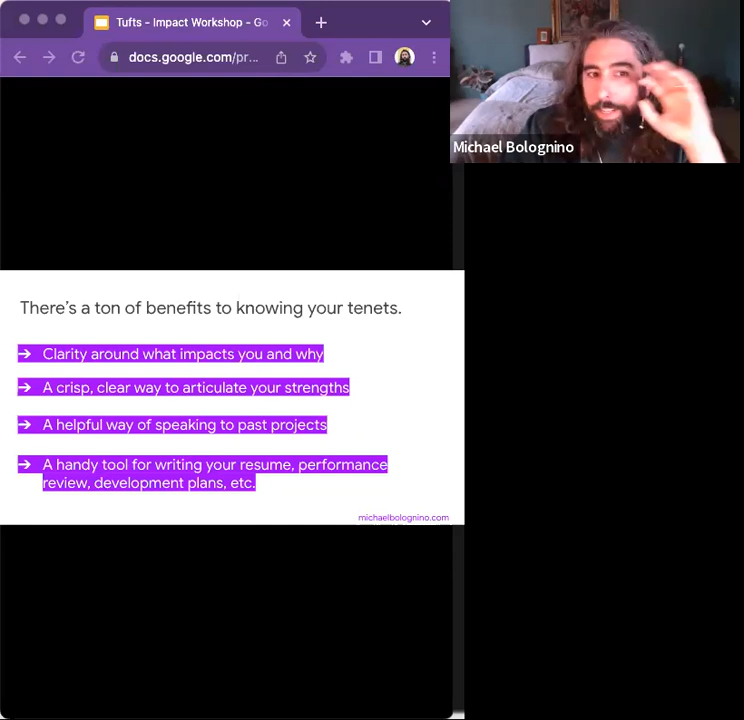 Tufts - Impact Workshop - Go
docs.google.com/pr...
Michael Bolognino
There's a ton of benefits to knowing your tenets.
➔ Clarity around what impacts you and why
➔ A crisp, clear way to articulate your strengths
➔ A helpful way of speaking to past projects
➔ A handy tool for writing your resume, performance
review, development plans, etc.
michaelbolognino.com